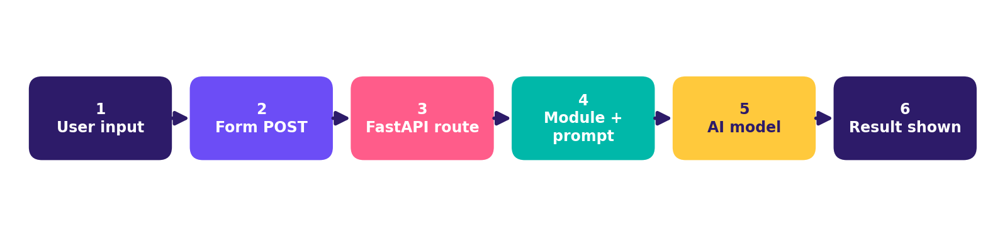 1
User input
2
Form POST
3
FastAPI route
4
Module +
prompt
5
AI model
6
Result shown